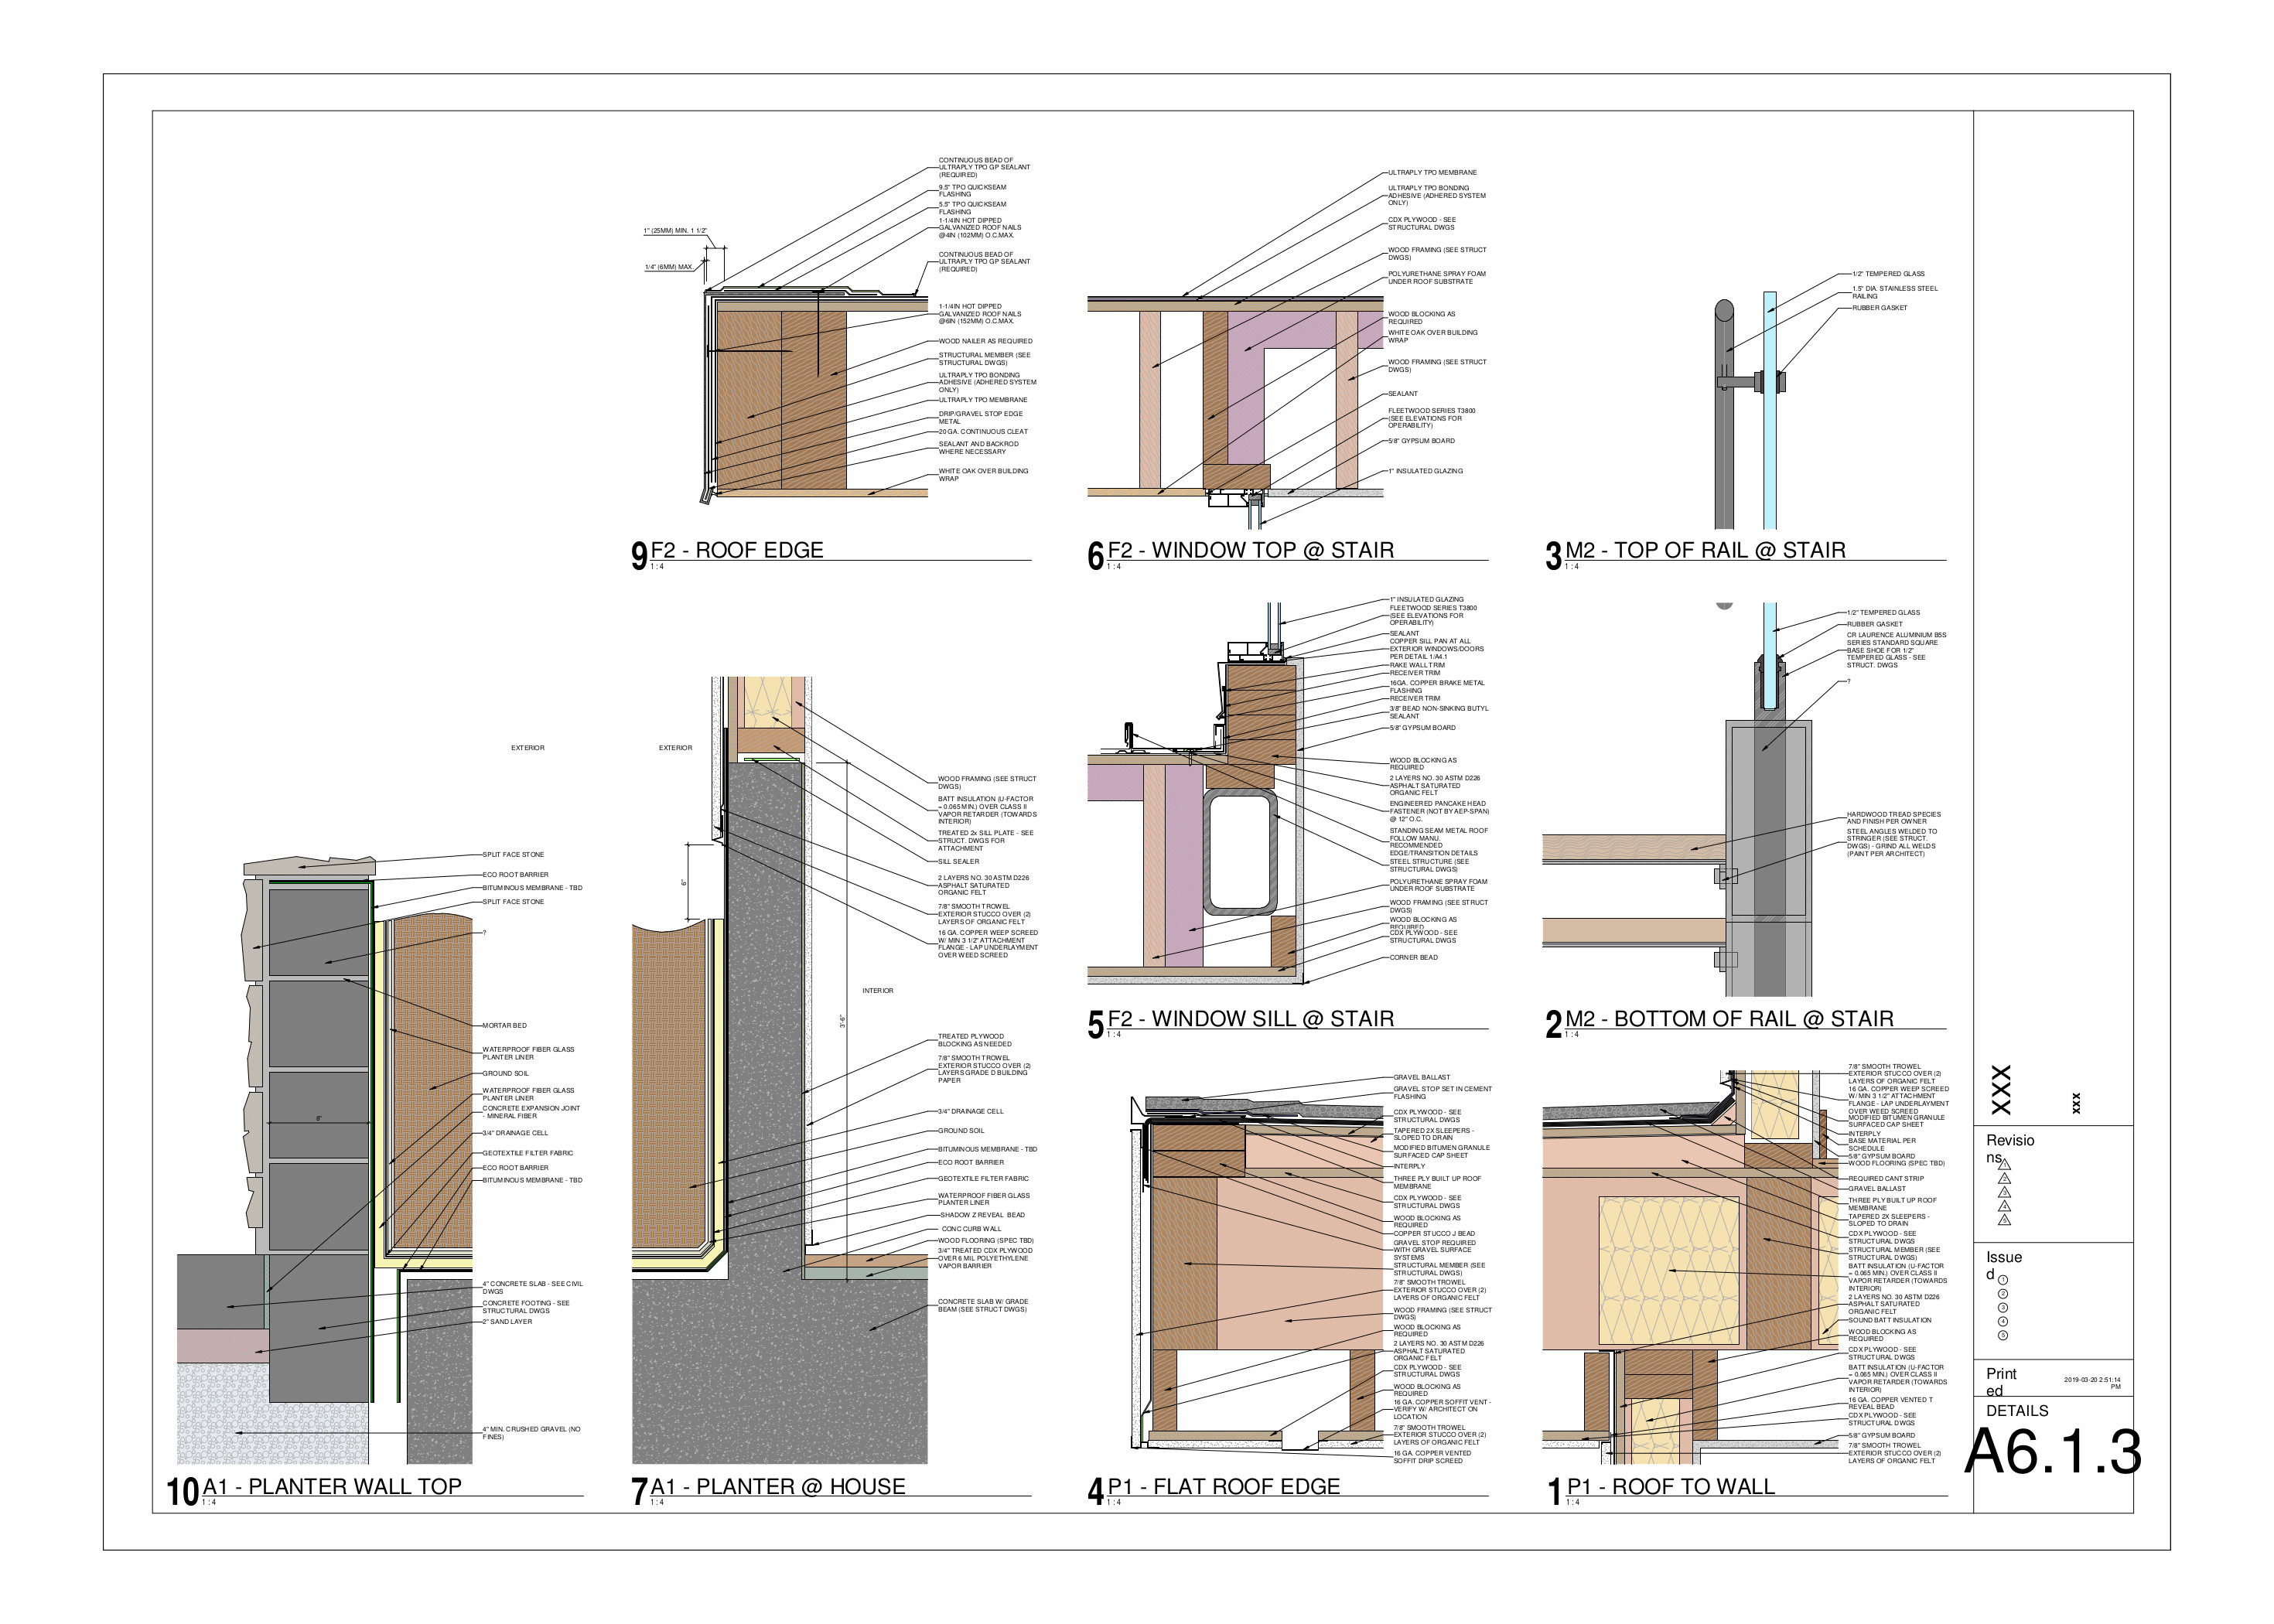 CONTINUOUS BEAD OF
ULTRAPLY TPO GP SEALANT
(REQUIRED)
9.5" TPO QUICKSEAM
FLASHING
5.5" TPO QUICKSEAM
FLASHING
1-1/4IN HOT DIPPED
GALVANIZED ROOF NAILS
@4IN (102MM) O.C.MAX.
1" (25MM) MIN. 1 1/2"
1/4" (6MM) MAX.
CONTINUOUS BEAD OF
ULTRAPLY TPO GP SEALANT
(REQUIRED)
1-1/4IN HOT DIPPED
GALVANIZED ROOF NAILS
@6IN (152MM) O.C.MAX.
WOOD NAILER AS REQUIRED
STRUCTURAL MEMBER (SEE
STRUCTURAL DWGS)
ULTRAPLY TPO BONDING
ADHESIVE (ADHERED SYSTEM
ONLY)
ULTRAPLY TPO MEMBRANE
DRIP/GRAVEL STOP EDGE
METAL
20GA. CONTINUOUS CLEAT
SEALANT AND BACKROD
WHERE NECESSARY
WHITE OAK OVER BUILDING
WRAP
9 F2 - ROOF EDGE
1 : 4
ULTRAPLY TPO MEMBRANE
ULTRAPLY TPO BONDING
ADHESIVE (ADHERED SYSTEM
ONLY)
CDX PLYWOOD - SEE
STRUCTURAL DWGS
WOOD FRAMING (SEE STRUCT
DWGS)
POLYURETHANE SPRAY FOAM
UNDER ROOF SUBSTRATE
WOOD BLOCKING AS
REQUIRED
WHITE OAK OVER BUILDING
WRAP
WOOD FRAMING (SEE STRUCT
DWGS)
SEALANT
FLEETWOOD SERIES T3800
(SEE ELEVATIONS FOR
OPERABILITY)
5/8" GYPSUM BOARD
1" INSULATED GLAZING
6 F2 - WINDOW TOP @ STAIR
1 : 4
1/2" TEMPERED GLASS
1.5" DIA. STAINLESS STEEL
RAILING
RUBBER GASKET
3 M2 - TOP OF RAIL @ STAIR
1 : 4
1" INSULATED GLAZING
FLEETWOOD SERIES T3800
(SEE ELEVATIONS FOR
OPERABILITY)
SEALANT
COPPER SILL PAN AT ALL
EXTERIOR WINDOWS/DOORS
PER DETAIL 1/A4.1
RAKE WALL TRIM
RECEIVER TRIM
16GA. COPPER BRAKE METAL
FLASHING
RECEIVER TRIM
3/8" BEAD NON-SINKING BUTYL
SEALANT
5/8" GYPSUM BOARD
WOOD BLOCKING AS
REQUIRED
2 LAYERS NO. 30 ASTM D226
ASPHALT SATURATED
ORGANIC FELT
ENGINEERED PANCAKE HEAD
FASTENER (NOT BY AEP-SPAN)
@ 12" O.C.
STANDING SEAM METAL ROOF
FOLLOW MANU.
RECOMMENDED
EDGE/TRANSITION DETAILS
STEEL STRUCTURE (SEE
STRUCTURAL DWGS)
POLYURETHANE SPRAY FOAM
UNDER ROOF SUBSTRATE
WOOD FRAMING (SEE STRUCT
DWGS)
WOOD BLOCKING AS
REQUIRED
CDX PLYWOOD - SEE
STRUCTURAL DWGS
CORNER BEAD
5 F2 - WINDOW SILL @ STAIR
1 : 4
1/2" TEMPERED GLASS
RUBBER GASKET
CR LAURENCE ALUMINIUM B5S
SERIES STANDARD SQUARE
BASE SHOE FOR 1/2"
TEMPERED GLASS - SEE
STRUCT. DWGS
?
HARDWOOD TREAD SPECIES
AND FINISH PER OWNER
STEEL ANGLES WELDED TO
STRINGER (SEE STRUCT.
DWGS) - GRIND ALL WELDS
(PAINT PER ARCHITECT)
2 M2 - BOTTOM OF RAIL @ STAIR
1 : 4
EXTERIOR
SPLIT FACE STONE
ECO ROOT BARRIER
BITUMINOUS MEMBRANE - TBD
SPLIT FACE STONE
?
MORTAR BED
WATERPROOF FIBER GLASS
PLANTER LINER
GROUND SOIL
WATERPROOF FIBER GLASS
PLANTER LINER
CONCRETE EXPANSION JOINT
- MINERAL FIBER
3/4" DRAINAGE CELL
GEOTEXTILE FILTER FABRIC
ECO ROOT BARRIER
BITUMINOUS MEMBRANE - TBD
8"
4" CONCRETE SLAB - SEE CIVIL
DWGS
CONCRETE FOOTING - SEE
STRUCTURAL DWGS
2" SAND LAYER
4" MIN. CRUSHED GRAVEL (NO
FINES)
10 A1 - PLANTER WALL TOP
1 : 4
EXTERIOR
6"
INTERIOR
3'-6"
WOOD FRAMING (SEE STRUCT
DWGS)
BATT INSULATION (U-FACTOR
= 0.065 MIN.) OVER CLASS II
VAPOR RETARDER (TOWARDS
INTERIOR)
TREATED 2x SILL PLATE - SEE
STRUCT. DWGS FOR
ATTACHMENT
SILL SEALER
2 LAYERS NO. 30 ASTM D226
ASPHALT SATURATED
ORGANIC FELT
7/8" SMOOTH TROWEL
EXTERIOR STUCCO OVER (2)
LAYERS OF ORGANIC FELT
16 GA. COPPER WEEP SCREED
W/ MIN 3 1/2" ATTACHMENT
FLANGE - LAP UNDERLAYMENT
OVER WEED SCREED
TREATED PLYWOOD
BLOCKING AS NEEDED
7/8" SMOOTH TROWEL
EXTERIOR STUCCO OVER (2)
LAYERS GRADE D BUILDING
PAPER
3/4" DRAINAGE CELL
GROUND SOIL
BITUMINOUS MEMBRANE - TBD
ECO ROOT BARRIER
GEOTEXTILE FILTER FABRIC
WATERPROOF FIBER GLASS
PLANTER LINER
SHADOW Z REVEAL BEAD
CONC CURB WALL
WOOD FLOORING (SPEC TBD)
3/4" TREATED CDX PLYWOOD
OVER 6 MIL POLYETHYLENE
VAPOR BARRIER
CONCRETE SLAB W/ GRADE
BEAM (SEE STRUCT DWGS)
7 A1 - PLANTER @ HOUSE
1 : 4
GRAVEL BALLAST
GRAVEL STOP SET IN CEMENT
FLASHING
CDX PLYWOOD - SEE
STRUCTURAL DWGS
TAPERED 2X SLEEPERS -
SLOPED TO DRAIN
MODIFIED BITUMEN GRANULE
SURFACED CAP SHEET
INTERPLY
THREE PLY BUILT UP ROOF
MEMBRANE
CDX PLYWOOD - SEE
STRUCTURAL DWGS
WOOD BLOCKING AS
REQUIRED
COPPER STUCCO J BEAD
GRAVEL STOP REQUIRED
WITH GRAVEL SURFACE
SYSTEMS
STRUCTURAL MEMBER (SEE
STRUCTURAL DWGS)
7/8" SMOOTH TROWEL
EXTERIOR STUCCO OVER (2)
LAYERS OF ORGANIC FELT
WOOD FRAMING (SEE STRUCT
DWGS)
WOOD BLOCKING AS
REQUIRED
2 LAYERS NO. 30 ASTM D226
ASPHALT SATURATED
ORGANIC FELT
CDX PLYWOOD - SEE
STRUCTURAL DWGS
WOOD BLOCKING AS
REQUIRED
16 GA. COPPER SOFFIT VENT -
VERIFY W/ ARCHITECT ON
LOCATION
7/8" SMOOTH TROWEL
EXTERIOR STUCCO OVER (2)
LAYERS OF ORGANIC FELT
16 GA. COPPER VENTED
SOFFIT DRIP SCREED
4 P1 - FLAT ROOF EDGE
1 : 4
7/8" SMOOTH TROWEL
EXTERIOR STUCCO OVER (2)
LAYERS OF ORGANIC FELT
16 GA. COPPER WEEP SCREED
W/ MIN 3 1/2" ATTACHMENT
FLANGE - LAP UNDERLAYMENT
OVER WEED SCREED
MODIFIED BITUMEN GRANULE
SURFACED CAP SHEET
INTERPLY
BASE MATERIAL PER
SCHEDULE
5/8" GYPSUM BOARD
WOOD FLOORING (SPEC TBD)
REQUIRED CANT STRIP
GRAVEL BALLAST
THREE PLY BUILT UP ROOF
MEMBRANE
TAPERED 2X SLEEPERS -
SLOPED TO DRAIN
CDX PLYWOOD - SEE
STRUCTURAL DWGS
STRUCTURAL MEMBER (SEE
STRUCTURAL DWGS)
BATT INSULATION (U-FACTOR
= 0.065 MIN.) OVER CLASS II
VAPOR RETARDER (TOWARDS
INTERIOR)
2 LAYERS NO. 30 ASTM D226
ASPHALT SATURATED
ORGANIC FELT
SOUND BATT INSULATION
WOOD BLOCKING AS
REQUIRED
CDX PLYWOOD - SEE
STRUCTURAL DWGS
BATT INSULATION (U-FACTOR
= 0.065 MIN.) OVER CLASS II
VAPOR RETARDER (TOWARDS
INTERIOR)
16 GA. COPPER VENTED T
REVEAL BEAD
CDX PLYWOOD - SEE
STRUCTURAL DWGS
5/8" GYPSUM BOARD
7/8" SMOOTH TROWEL
EXTERIOR STUCCO OVER (2)
LAYERS OF ORGANIC FELT
1 P1 - ROOF TO WALL
1 : 4
XXX
XXX
Revisio
ns
1
2
3
4
5
Issue
d
1
2
3
4
5
Print
ed
2019-03-20 2:51:14
PM
DETAILS
A6.1.3